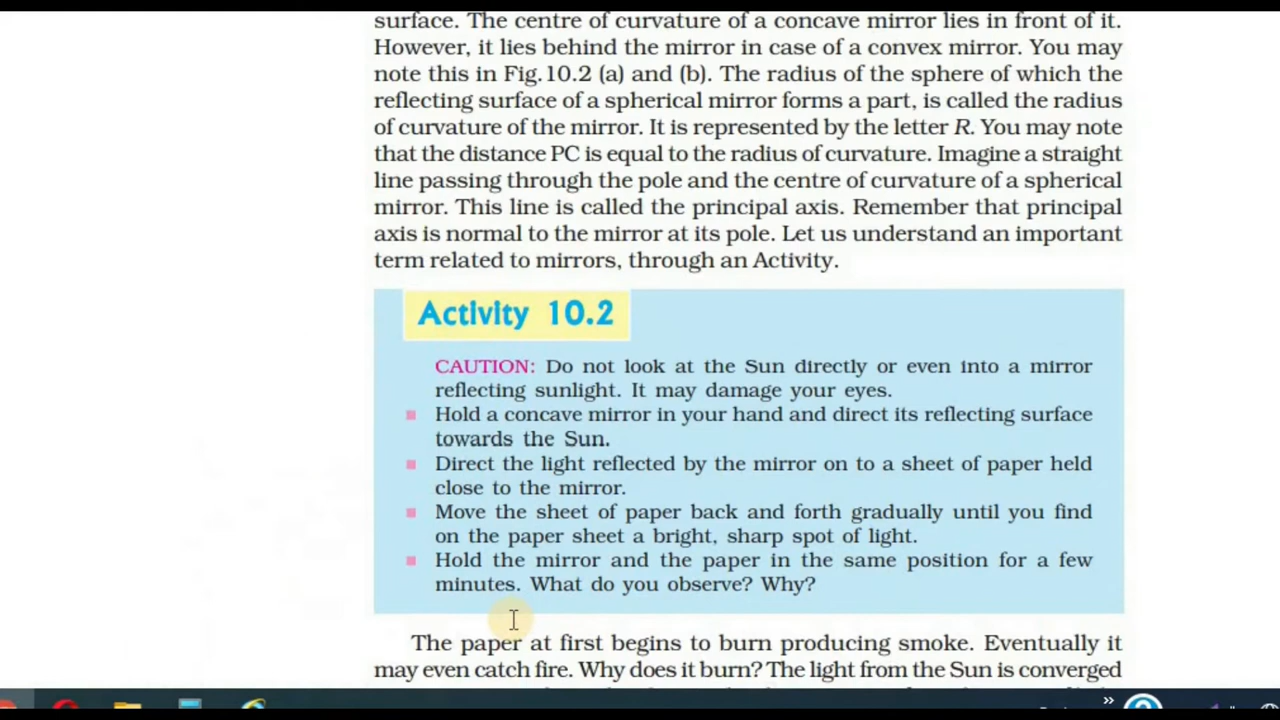 surface. The centre of curvature of a concave mirror lies in front of it.
However, it lies behind the mirror in case of a convex mirror. You may
note this in Fig.10.2 (a) and (b). The radius of the sphere of which the
reflecting surface of a spherical mirror forms a part, is called the radius
of curvature of the mirror. It is represented by the letter R. You may note
that the distance PC is equal to the radius of curvature. Imagine a straight
line passing through the pole and the centre of curvature of a spherical
mirror. This line is called the principal axis. Remember that principal
axis is normal to the mirror at its pole. Let us understand an important
term related to mirrors, through an Activity.
Activity 10.2
CAUTION: Do not look at the Sun directly or even into a mirror
reflecting sunlight. It may damage your eyes.
Hold a concave mirror in your hand and direct its reflecting surface
towards the Sun.
Direct the light reflected by the mirror on to a sheet of paper held
close to the mirror.
Move the sheet of paper back and forth gradually until you find
on the paper sheet a bright, sharp spot of light.
Hold the mirror and the paper in the same position for a few
minutes. What do you observe? Why?
The paper at first begins to burn producing smoke. Eventually it
may even catch fire. Why does it burn? The light from the Sun is converged